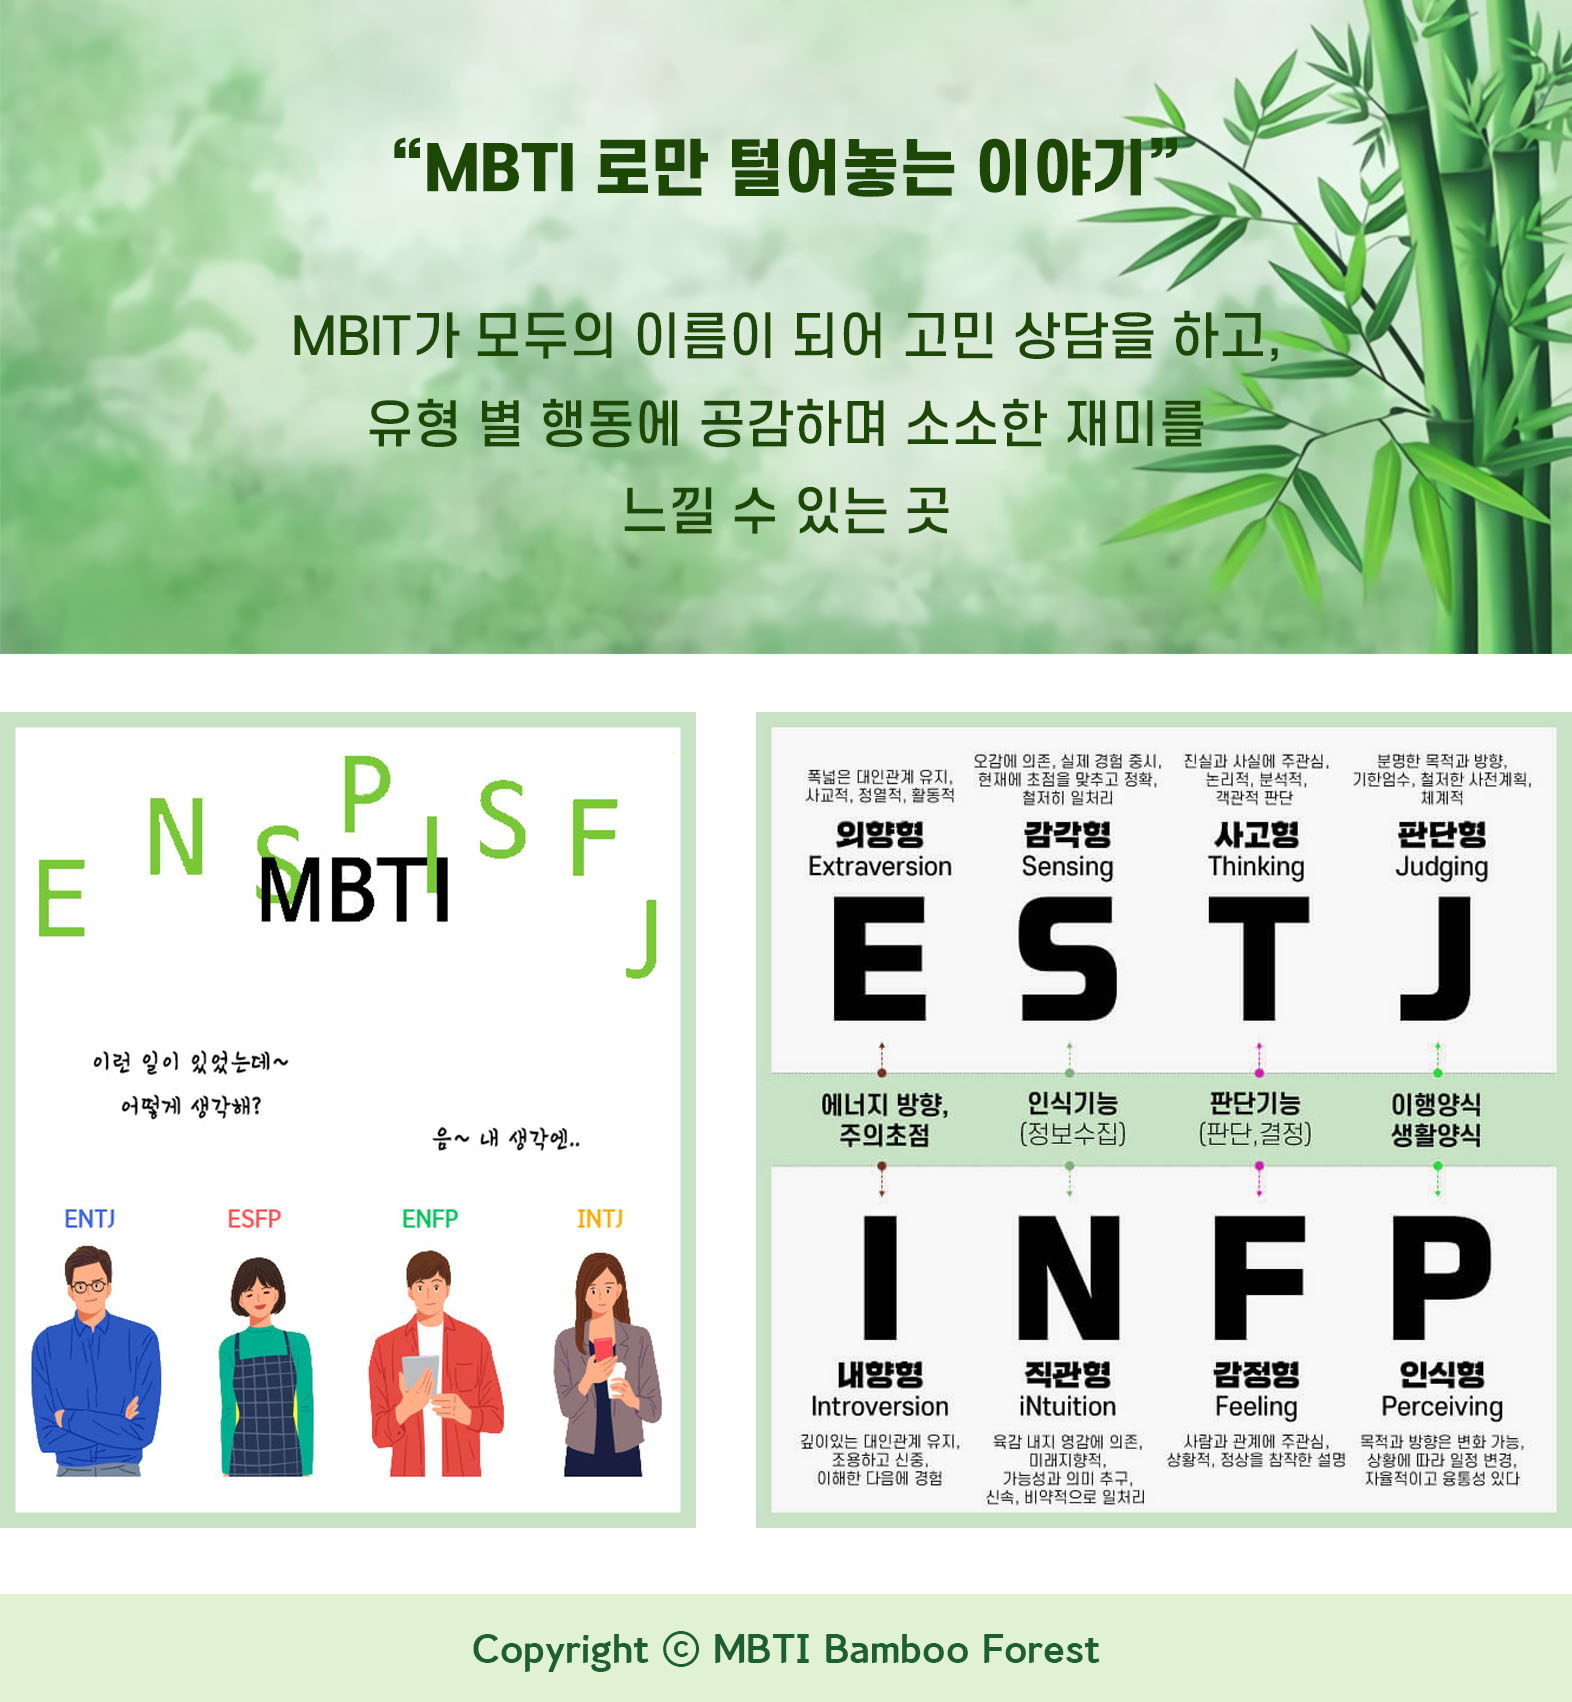 “MBTI 로만 털어놓는 이야기”
MBIT가 모두의 이름이 되어 고민 상담을 하고,
유형 별 행동에 공감하며 소소한 재미를
느낄 수 있는 곳
E N S P I S F J
MBTI
이런 일이 있었는데~
어떻게 생각해?
음~ 내 생각엔..
ENTJ ESFP ENFP INTJ
폭넓은 대인관계 유지,
사교적, 정열적, 활동적
외향형
Extraversion
E
오감에 의존, 실제 경험 중시,
현재에 초점을 맞추고 정확,
철저히 일처리
감각형
Sensing
S
진실과 사실에 주관심,
논리적, 분석적,
객관적 판단
사고형
Thinking
T
분명한 목적과 방향,
기한엄수, 철저한 사전계획,
체계적
판단형
Judging
J
에너지 방향,
주의초점
인식기능
(정보수집)
판단기능
(판단,결정)
이행양식
생활양식
I
내향형
Introversion
깊이있는 대인관계 유지,
조용하고 신중,
이해한 다음에 경험
N
직관형
iNtuition
육감 내지 영감에 의존,
미래지향적,
가능성과 의미 추구,
신속, 비약적으로 일처리
F
감정형
Feeling
사람과 관계에 주관심,
상황적, 정상을 참작한 설명
P
인식형
Perceiving
목적과 방향은 변화 가능,
상황에 따라 일정 변경,
자율적이고 융통성 있다
Copyright ⓒ MBTI Bamboo Forest